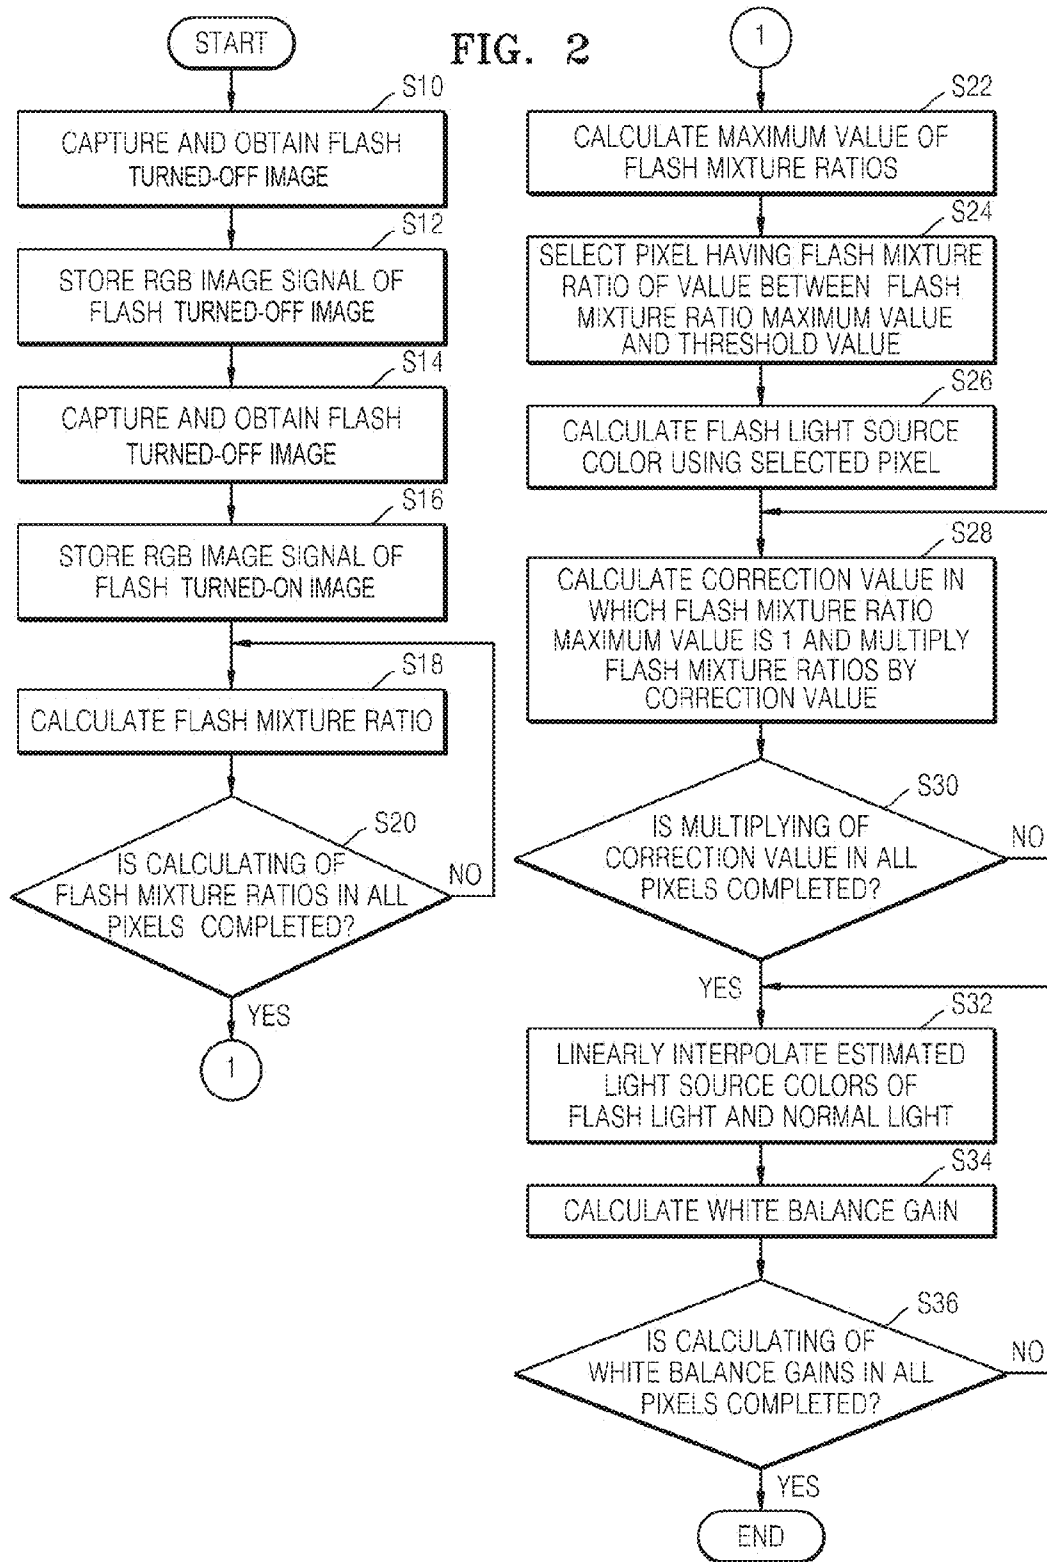 FIG. 2
START
S10
CAPTURE AND OBTAIN FLASH
TURNED-OFF IMAGE
S12
STORE RGB IMAGE SIGNAL OF
FLASH TURNED-OFF IMAGE
S14
CAPTURE AND OBTAIN FLASH
TURNED-OFF IMAGE
S16
STORE RGB IMAGE SIGNAL OF
FLASH TURNED-ON IMAGE
S18
CALCULATE FLASH MIXTURE RATIO
S20
IS CALCULATING OF
FLASH MIXTURE RATIOS IN ALL
PIXELS COMPLETED?
NO
YES
1
1
S22
CALCULATE MAXIMUM VALUE OF
FLASH MIXTURE RATIOS
S24
SELECT PIXEL HAVING FLASH MIXTURE
RATIO OF VALUE BETWEEN FLASH
MIXTURE RATIO MAXIMUM VALUE
AND THRESHOLD VALUE
S26
CALCULATE FLASH LIGHT SOURCE
COLOR USING SELECTED PIXEL
S28
CALCULATE CORRECTION VALUE IN
WHICH FLASH MIXTURE RATIO
MAXIMUM VALUE IS 1 AND MULTIPLY
FLASH MIXTURE RATIOS BY
CORRECTION VALUE
S30
IS MULTIPLYING OF
CORRECTION VALUE IN ALL
PIXELS COMPLETED?
NO
YES
S32
LINEARLY INTERPOLATE ESTIMATED
LIGHT SOURCE COLORS OF
FLASH LIGHT AND NORMAL LIGHT
S34
CALCULATE WHITE BALANCE GAIN
S36
IS CALCULATING OF
WHITE BALANCE GAINS IN ALL
PIXELS COMPLETED?
NO
YES
END